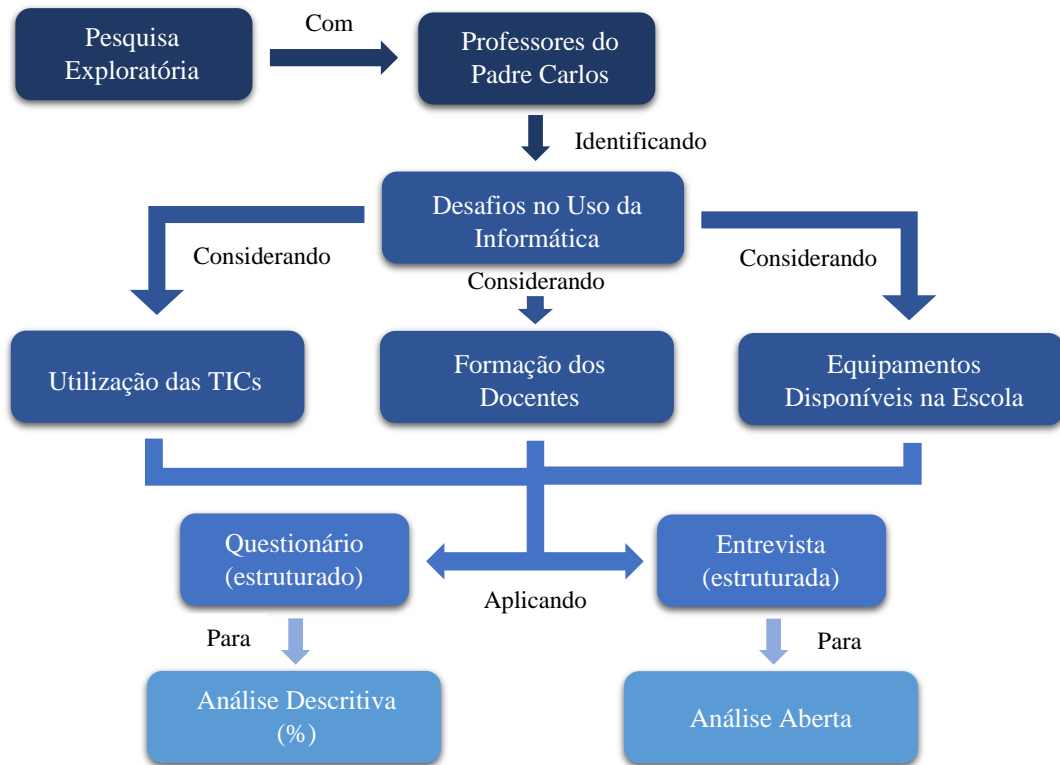 Pesquisa
Exploratória
Com
Professores do
Padre Carlos
Identificando
Desafios no Uso da
Informática
Considerando
Considerando
Considerando
Utilização das TICs
Formação dos
Docentes
Equipamentos
Disponíveis na Escola
Questionário
(estruturado)
Aplicando
Entrevista
(estruturada)
Para
Para
Análise Descritiva
(%)
Análise Aberta